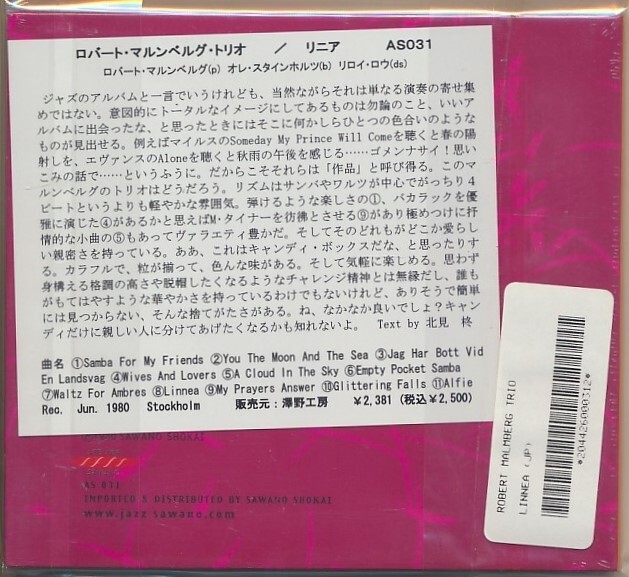 ロバート・マルンベルグ・トリオ ／ リニア AS031
ロバート・マルンベルグ(p) オレ・スタインホルツ(b) リロイ・ロウ(ds)
ジャズのアルバムと一言でいうけれども、当然ながらそれは単なる演奏の寄せ集
めではない。意図的にトータルなイメージにしてあるものは勿論のこと、いいア
ルバムに出会ったな、と思ったときにはそこに何かしらひとつの色合いのような
ものが見出せる。例えばマイルスのSomeday My Prince Will Comeを聴くと春の陽
射しを、エヴァンスのAloneを聴くと秋雨の午後を感じる……ゴメンナサイ！思い
こみの話で……というふうに。だからこそそれらは「作品」と呼び得る。このマ
ルンベルグのトリオはどうだろう。リズムはサンバやワルツが中心でがっちり４
ビートというよりも軽やかな雰囲気。弾けるような楽しさの①、バカラックを優
雅に演じた④があるかと思えばM・タイナーを彷彿とさせる⑨があり極めつけに抒
情的な小曲の⑤もあってヴァラエティ豊かだ。そしてそのどれもがどこか愛らし
い親密さを持っている。ああ、これはキャンディ・ボックスだな、と思ったりす
る。カラフルで、粒が揃って、色んな味がある。そして気軽に楽しめる。思わず
身構える格調の高さや脱帽したくなるようなチャレンジ精神とは無縁だし、誰も
がもてはやすような華やかさを持っているわけでもないけれど、ありそうで簡単
には見つからない、そんな捨てがたさがある。ね、なかなか良いでしょ？キャン
ディだけに親しい人に分けてあげたくなるかも知れないよ。 Text by 北見 柊
曲名 ①Samba For My Friends ②You The Moon And The Sea ③Jag Har Bott Vid
En Landsvag ④Wives And Lovers ⑤A Cloud In The Sky ⑥Empty Pocket Samba
⑦Waltz For Ambres ⑧Linnea ⑨My Prayers Answer ⑩Glittering Falls ⑪Alfie
Rec. Jun. 1980 Stockholm 販売元：澤野工房 ￥2,381（税込￥2,500）
SAWANO SHOKAI
AS 031
IMPORTED & DISTRIBUTED BY SAWANO SHOKAI
www.jazz-sawano.com
ROBERT MALMBERG TRIO
LINNEA (JP)
*2044260000312*